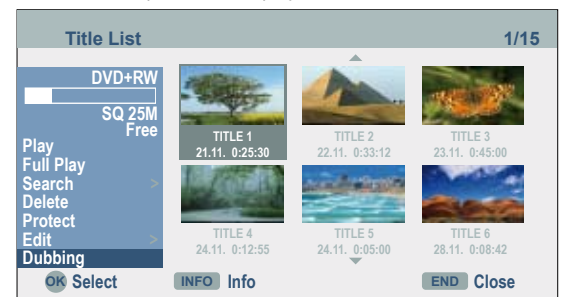 Title List 1/15
DVD+RW
SQ 25M
Free
Play
Full Play
Search >
Delete
Protect
Edit >
Dubbing
TITLE 1
21.11. 0:25:30
TITLE 2
22.11. 0:33:12
TITLE 3
23.11. 0:45:00
TITLE 4
24.11. 0:12:55
TITLE 5
24.11. 0:05:00
TITLE 6
28.11. 0:08:42
OK Select INFO Info END Close